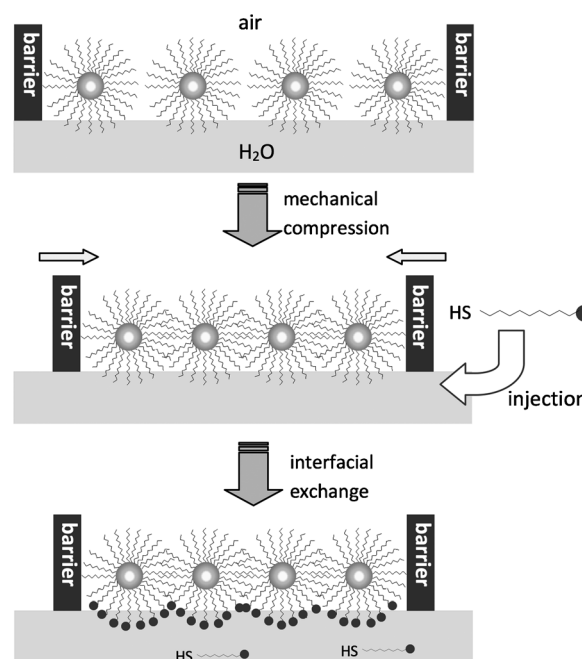 air
barrier
barrier
H₂O
mechanical
compression
barrier
barrier
HS
injection
interfacial
exchange
barrier
barrier
HS
HS